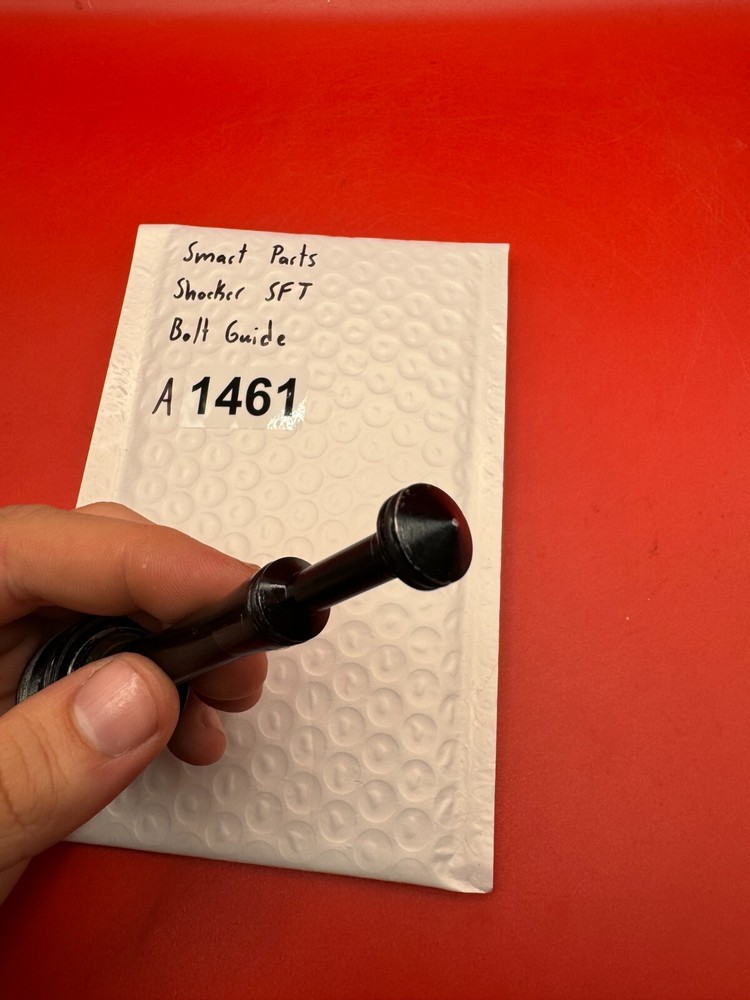 Smart Parts
Shocker SFT
Bolt Guide
A 1461